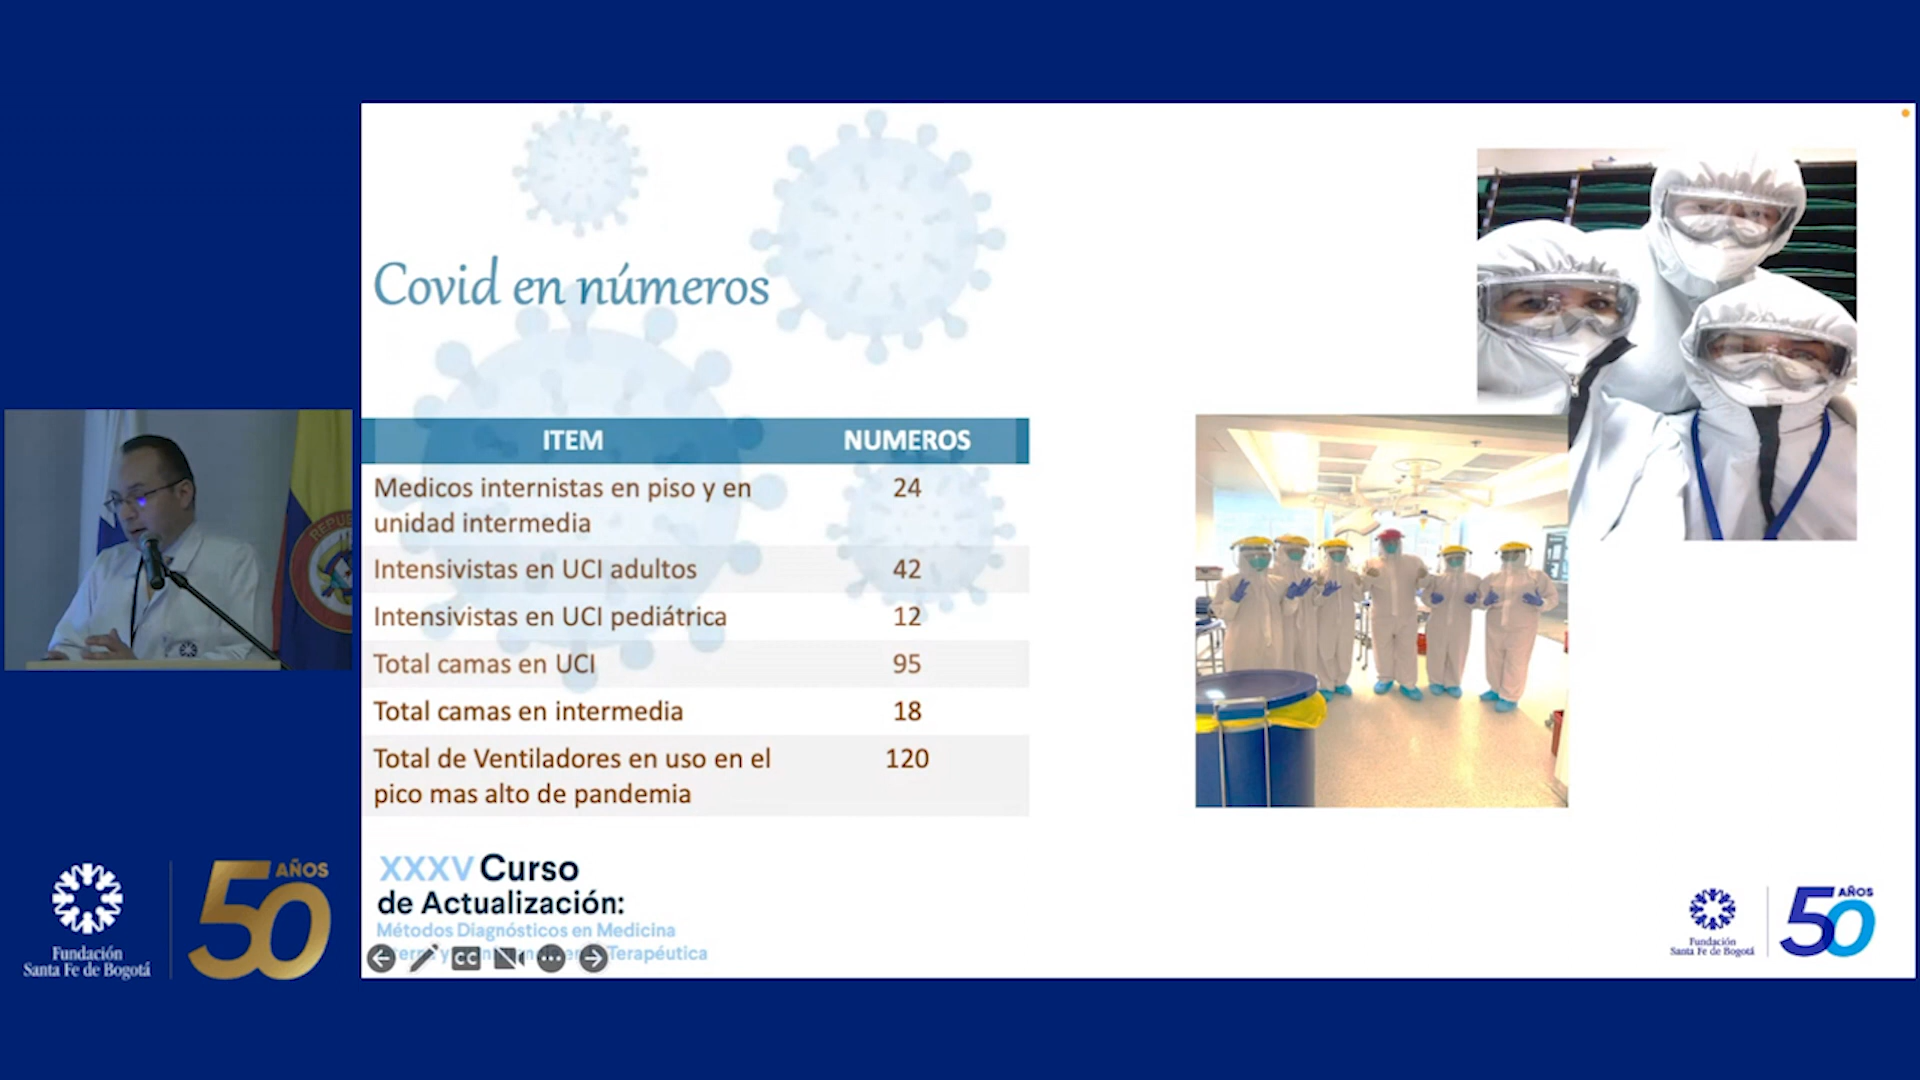 Covid en números
ITEM NUMEROS
Medicos internistas en piso y en
unidad intermedia
24
Intensivistas en UCI adultos 42
Intensivistas en UCI pediátrica 12
Total camas en UCI 95
Total camas en intermedia 18
Total de Ventiladores en uso en el
pico mas alto de pandemia
120
XXXV Curso
de Actualización:
Métodos Diagnósticos en Medicina
Terapéutica
CC
Fundación
Santa Fe de Bogotá
50 AÑOS
Fundación
Santa Fe de Bogotá
50 AÑOS